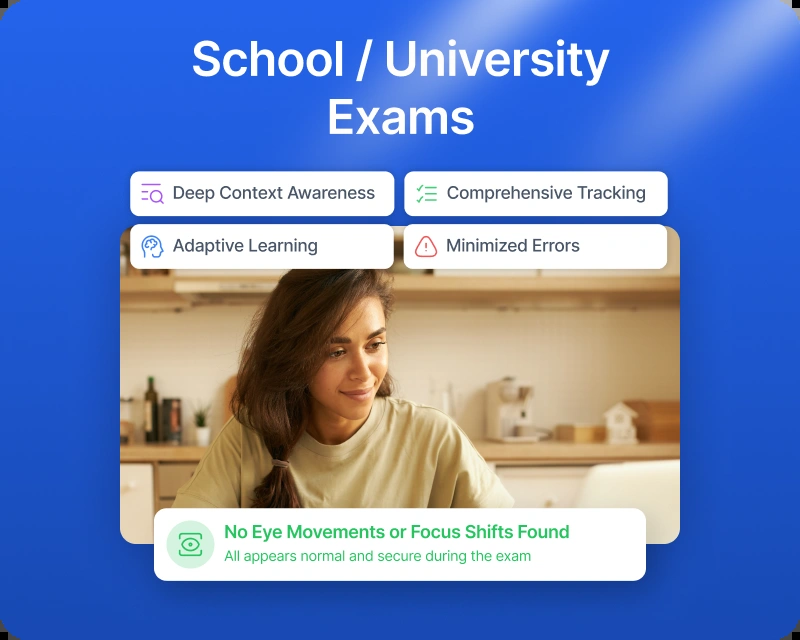 School / University
Exams
Deep Context Awareness
Comprehensive Tracking
Adaptive Learning
Minimized Errors
No Eye Movements or Focus Shifts Found
All appears normal and secure during the exam